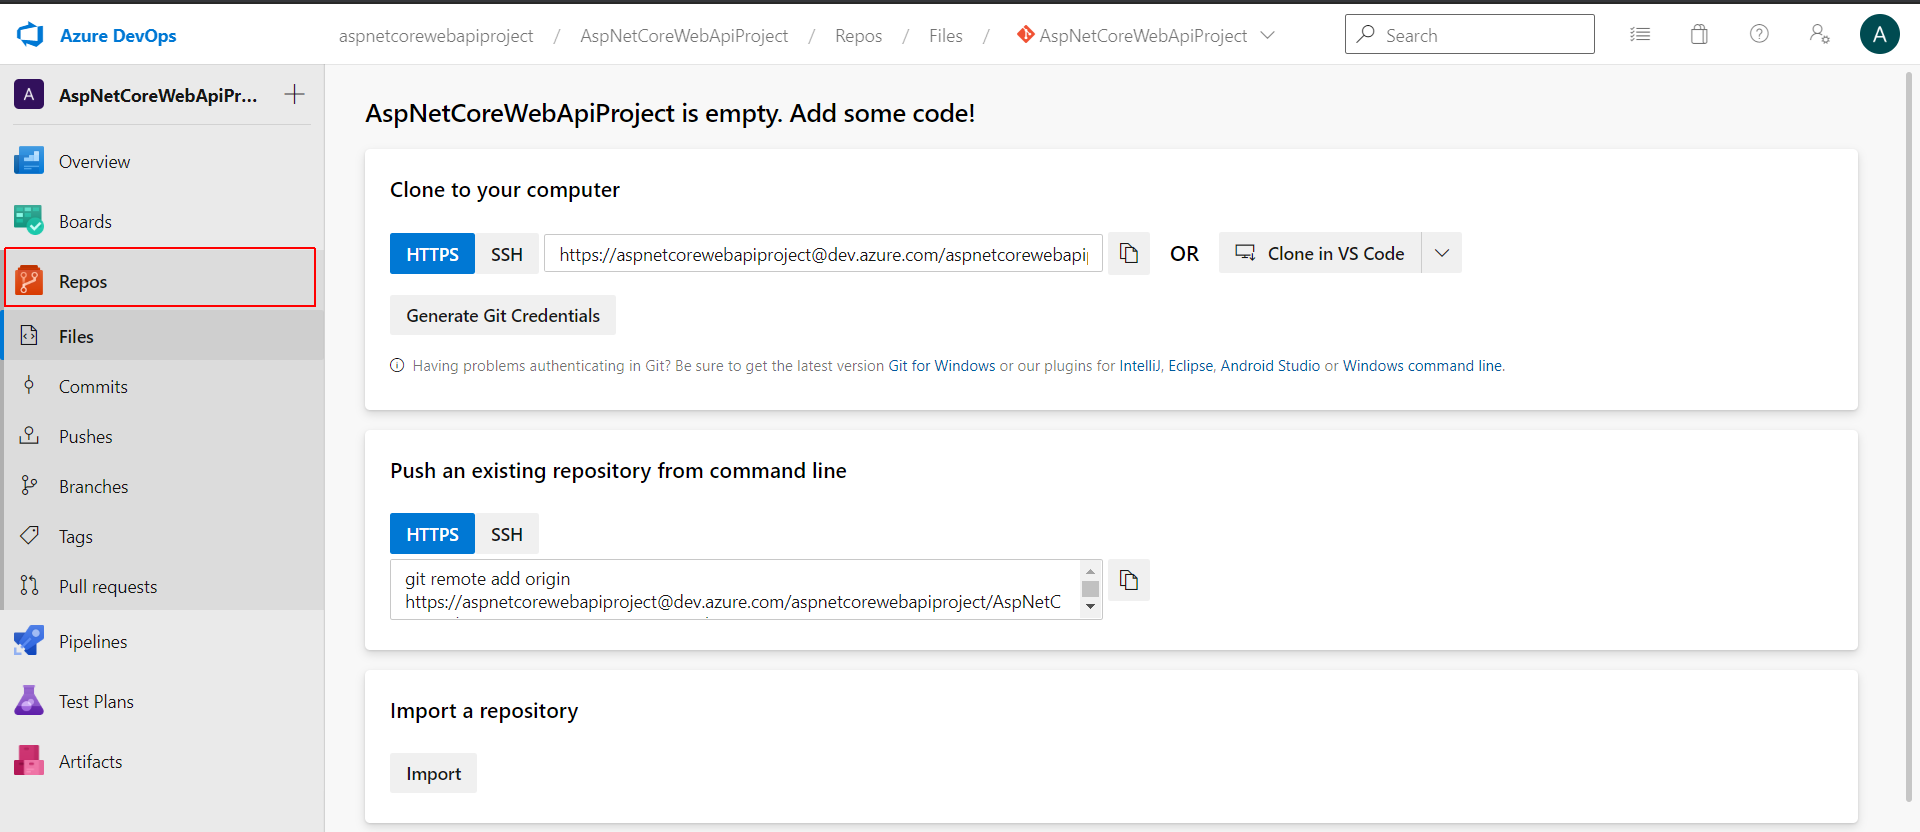 Azure DevOps
aspnetcorewebapiproject / AspNetCoreWebApiProject / Repos / Files / AspNetCoreWebApiProject
Search
A
A
AspNetCoreWebApiPr...
Overview
Boards
Repos
Files
Commits
Pushes
Branches
Tags
Pull requests
Pipelines
Test Plans
Artifacts
AspNetCoreWebApiProject is empty. Add some code!
Clone to your computer
HTTPS SSH https://aspnetcorewebapiproject@dev.azure.com/aspnetcorewebapi OR Clone in VS Code
Generate Git Credentials
Having problems authenticating in Git? Be sure to get the latest version Git for Windows or our plugins for IntelliJ, Eclipse, Android Studio or Windows command line.
Push an existing repository from command line
HTTPS SSH
git remote add origin
https://aspnetcorewebapiproject@dev.azure.com/aspnetcorewebapiproject/AspNetC
Import a repository
Import